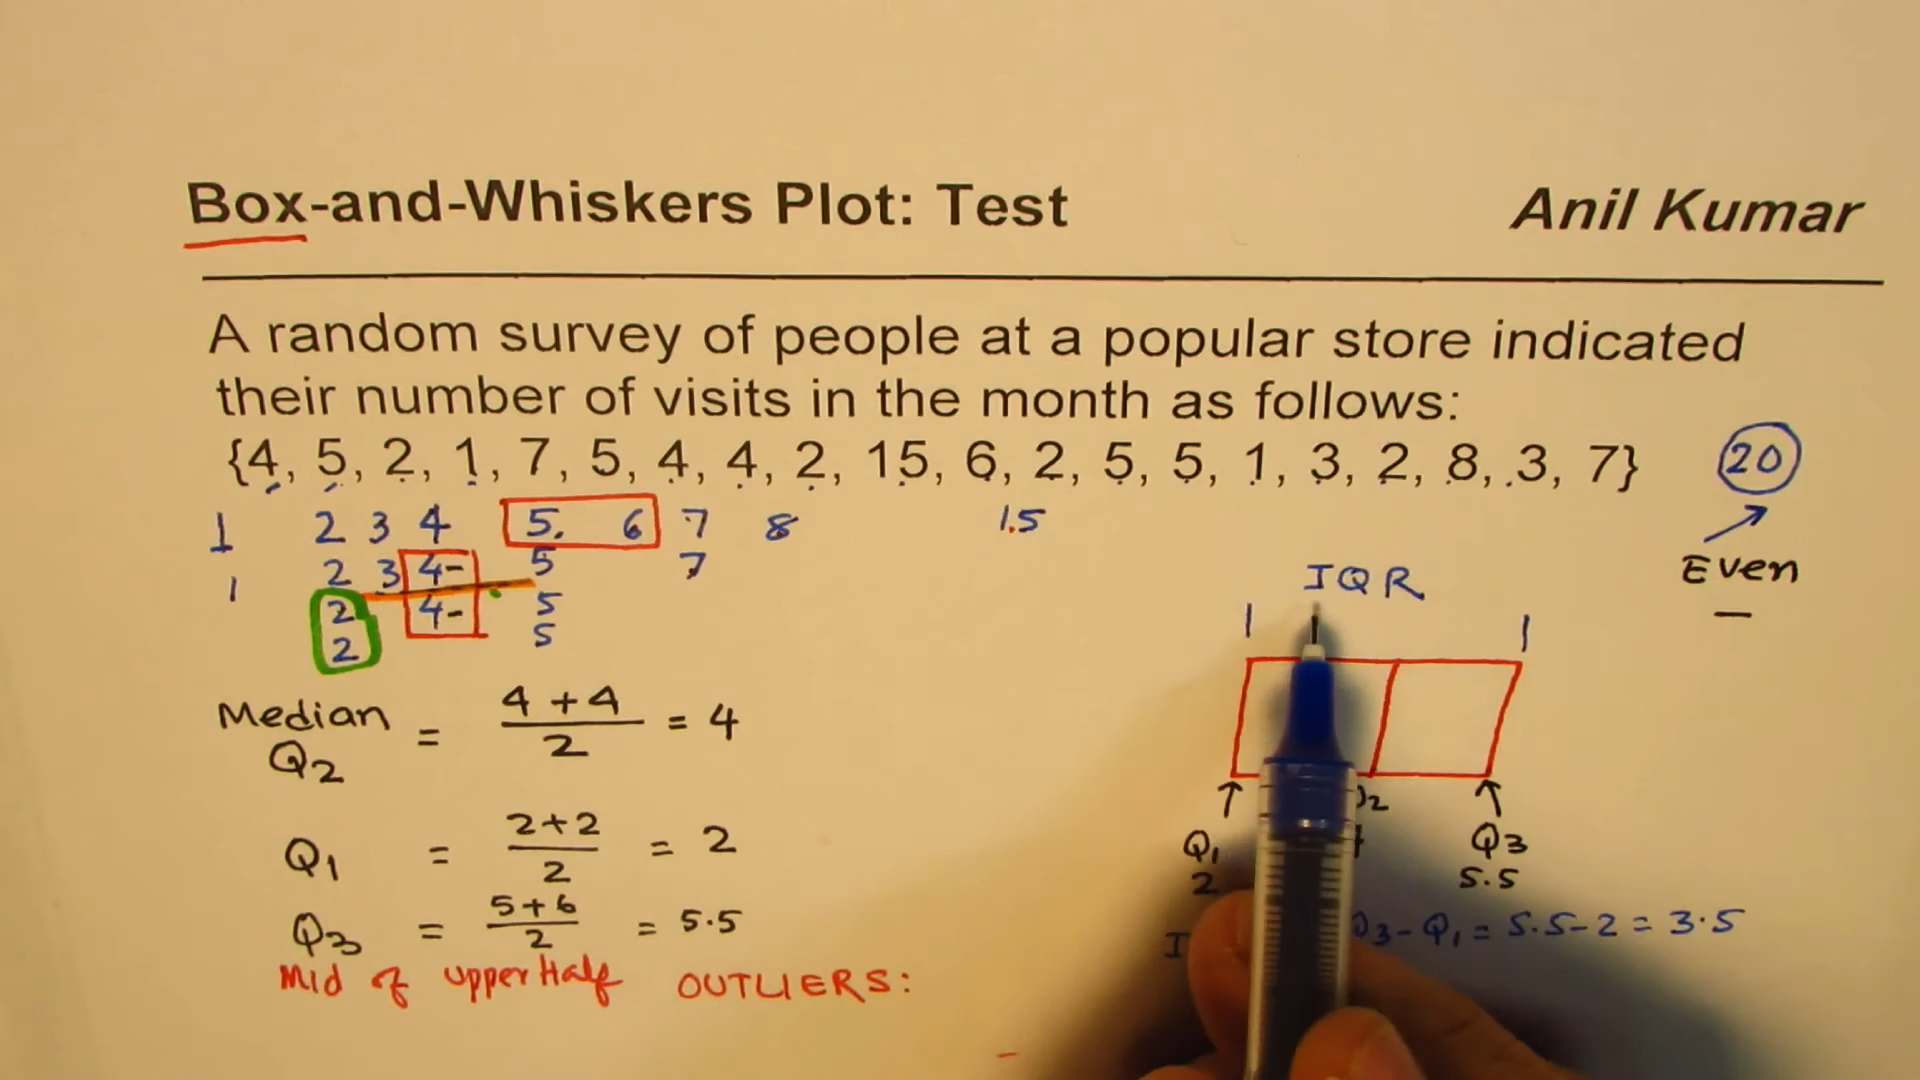 Box-and-Whiskers Plot: Test
Anil Kumar
A random survey of people at a popular store indicated
their number of visits in the month as follows:
{4, 5, 2, 1, 7, 5, 4, 4, 2, 15, 6, 2, 5, 5, 1, 3, 2, 8, 3, 7}
20
Even
1 2 3 4 5. 6 7 8 1.5
1 2 3 4- 5 7
2 4- 5
2 5
IQR
Median = 4 + 4 / 2 = 4
Q2
Q1 = 2+2 / 2 = 2
Q3 = 5+6 / 2 = 5.5
Mid of upper Half
OUTLIERS:
Q1
2
Q3
5.5
Q3 - Q1 = 5.5 - 2 = 3.5